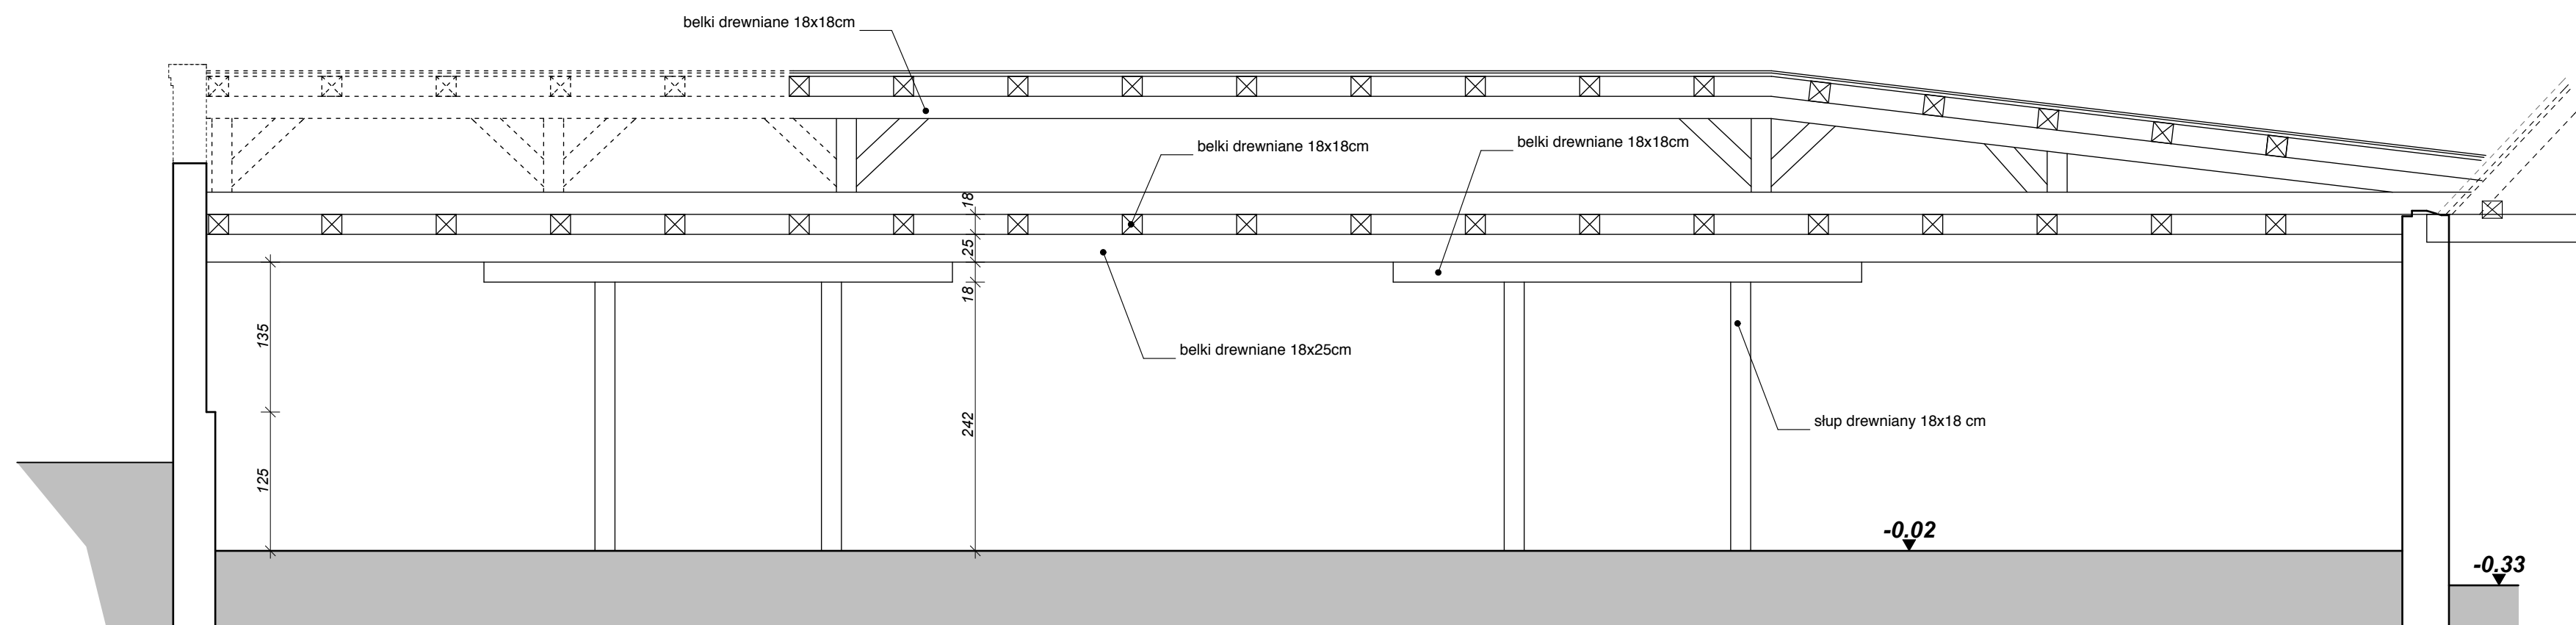 belki drewniane 18x18cm
belki drewniane 18x18cm
belki drewniane 18x18cm
18
25
18
135
belki drewniane 18x25cm
242
słup drewniany 18x18 cm
125
-0.02
-0.33